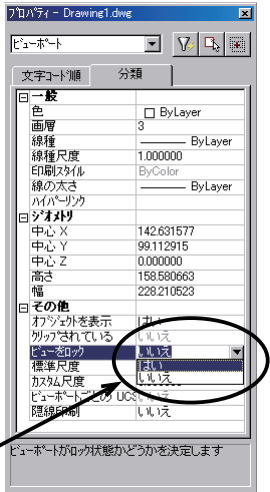 プロパティ - Drawing1.dwg
ビューポート
文字コード順 分類
一般
色 ByLayer
画層 3
線種 ByLayer
線種尺度 1.000000
印刷スタイル ByColor
線の太さ ByLayer
ハイパーリンク
ジオメトリ
中心 X 142.631577
中心 Y 99.112915
中心 Z 0.000000
高さ 158.580663
幅 228.210523
その他
オブジェクトを表示 はい
クリップされている いいえ
ビューをロック いいえ
標準尺度 はい
カスタム尺度 いいえ
ビューポートごとの UCS
陰線印刷 いいえ
ビューポートがロック状態かどうかを決定します